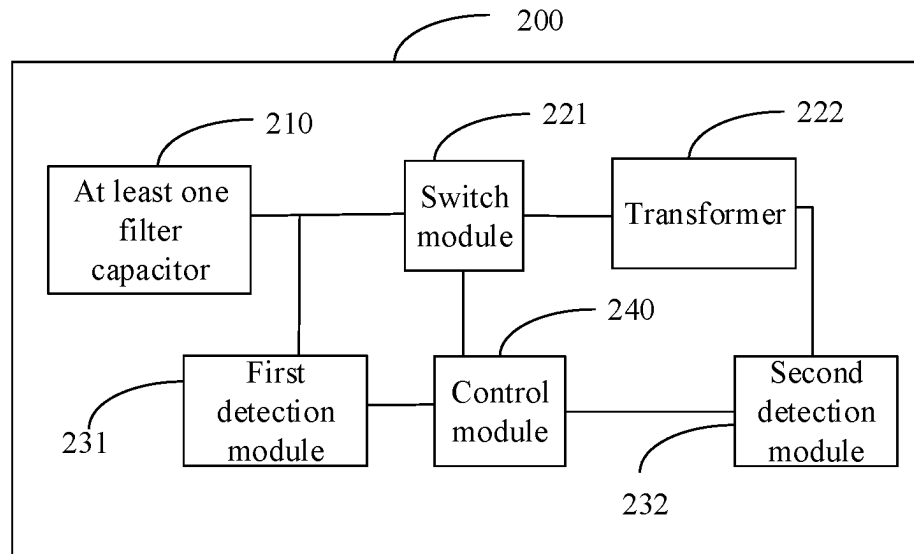 200
210
221
222
At least one
filter
capacitor
Switch
module
Transformer
240
First
detection
module
Control
module
Second
detection
module
231
232